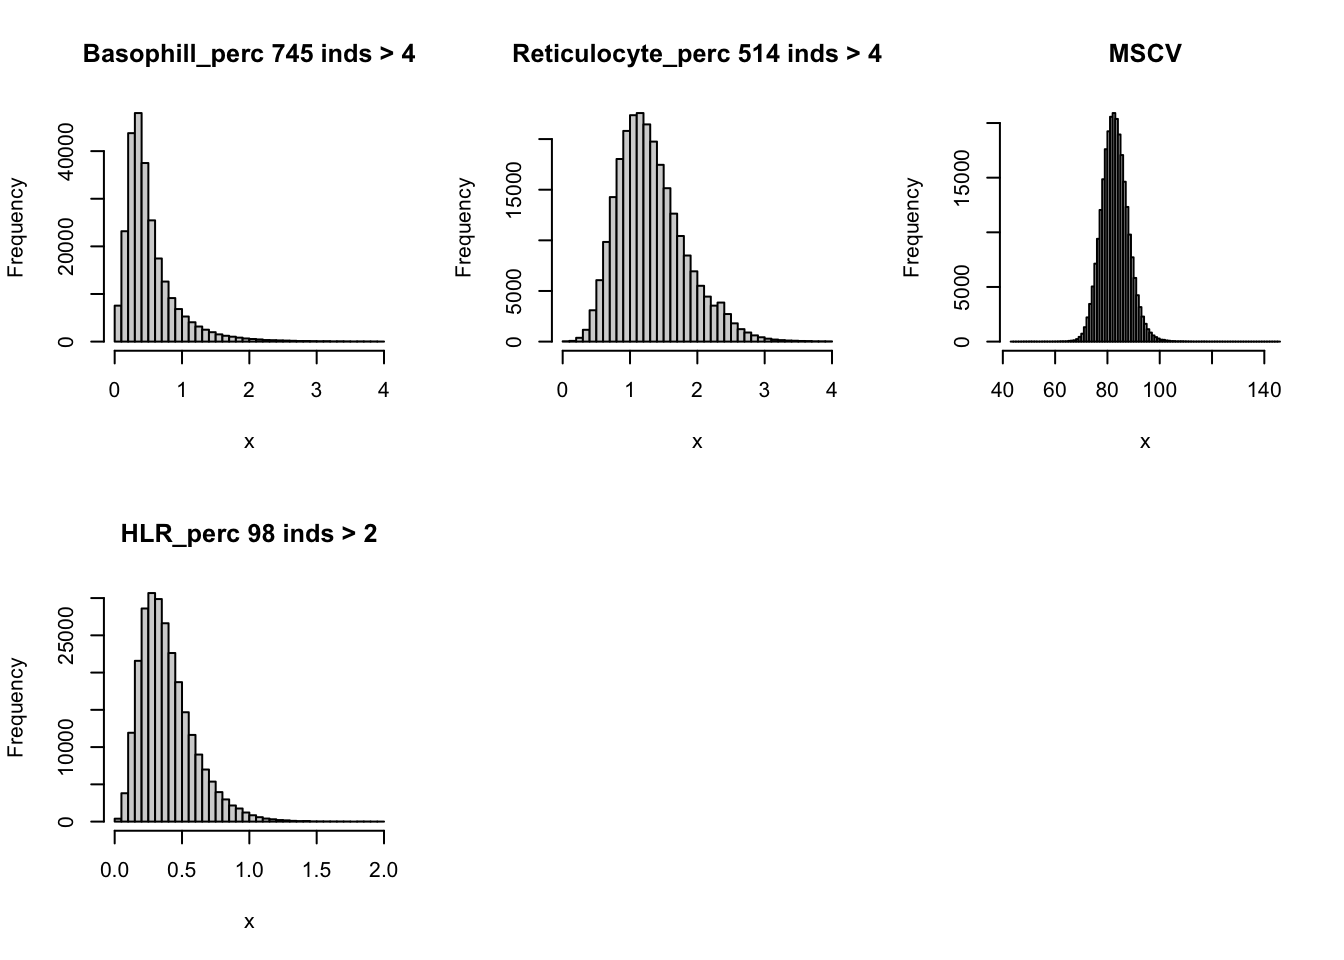 Basophill_perc 745 inds > 4
Frequency
0
20000
40000
0 1 2 3 4
x
Reticulocyte_perc 514 inds > 4
Frequency
0
5000
15000
0 1 2 3 4
x
MSCV
Frequency
0
5000
15000
40 60 80 100 140
x
HLR_perc 98 inds > 2
Frequency
0
10000
25000
0.0 0.5 1.0 1.5 2.0
x